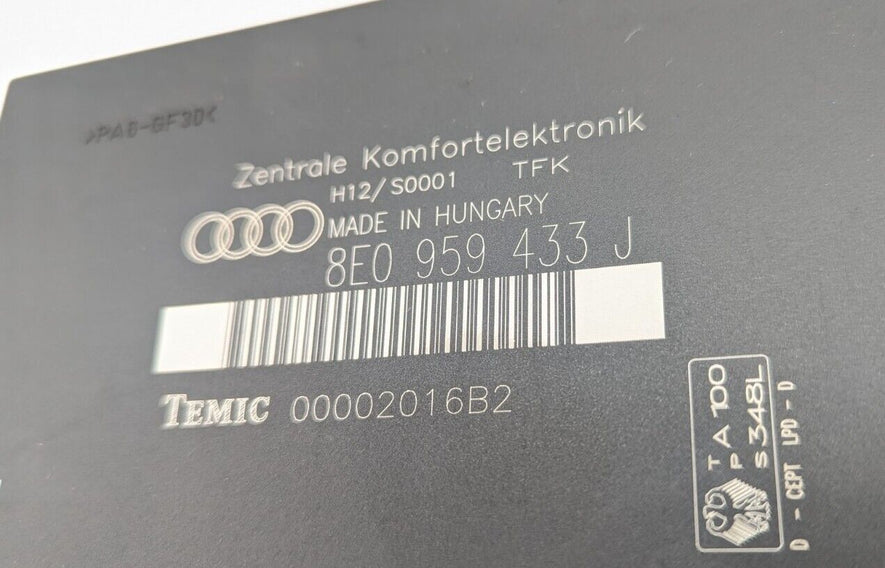 >PA6-GF30<
Zentrale Komfortelektronik
H12/S0001 TFK
MADE IN HUNGARY
8E0 959 433 J
TEMIC 00002016B2
TA 100
P
S 348L
D - CEPT LPD - D